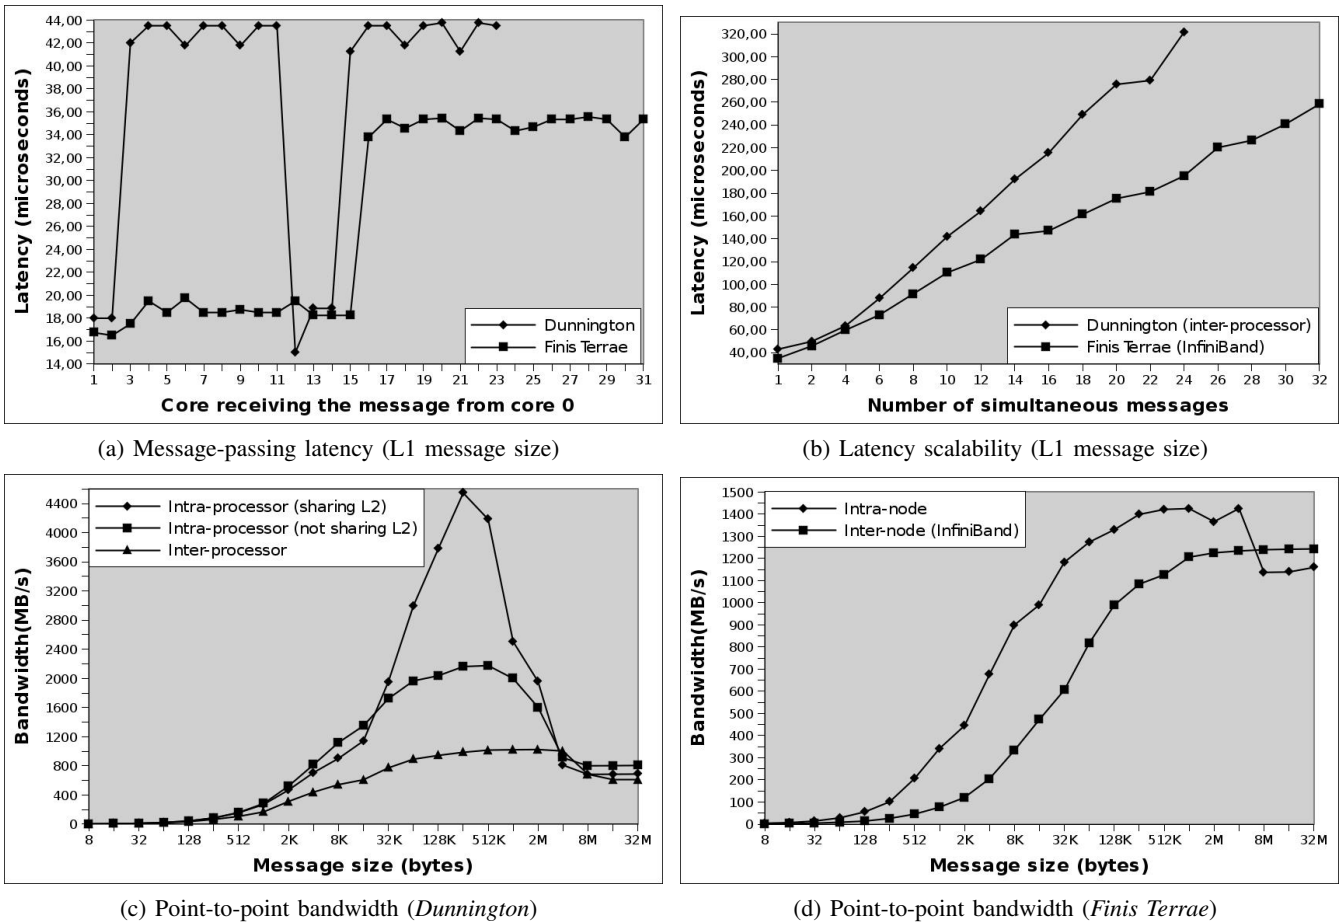 44,00
42,00
40,00
38,00
36,00
34,00
32,00
30,00
28,00
26,00
24,00
22,00
20,00
18,00
16,00
14,00
Latency (microseconds)
Dunnington
Finis Terrae
1 3 5 7 9 11 13 15 17 19 21 23 25 27 29 31
Core receiving the message from core 0
(a) Message-passing latency (L1 message size)
320,00
300,00
280,00
260,00
240,00
220,00
200,00
180,00
160,00
140,00
120,00
100,00
80,00
60,00
40,00
Latency (microseconds)
Dunnington (inter-processor)
Finis Terrae (InfiniBand)
1 2 4 6 8 10 12 14 16 18 20 22 24 26 28 30 32
Number of simultaneous messages
(b) Latency scalability (L1 message size)
4400
4000
3600
3200
2800
2400
2000
1600
1200
800
400
0
Bandwidth(MB/s)
Intra-processor (sharing L2)
Intra-processor (not sharing L2)
Inter-processor
8 32 128 512 2K 8K 32K 128K 512K 2M 8M 32M
Message size (bytes)
(c) Point-to-point bandwidth (Dunnington)
1500
1400
1300
1200
1100
1000
900
800
700
600
500
400
300
200
100
0
Bandwidth(MB/s)
Intra-node
Inter-node (InfiniBand)
8 32 128 512 2K 8K 32K 128K 512K 2M 8M 32M
Message size (bytes)
(d) Point-to-point bandwidth (Finis Terrae)